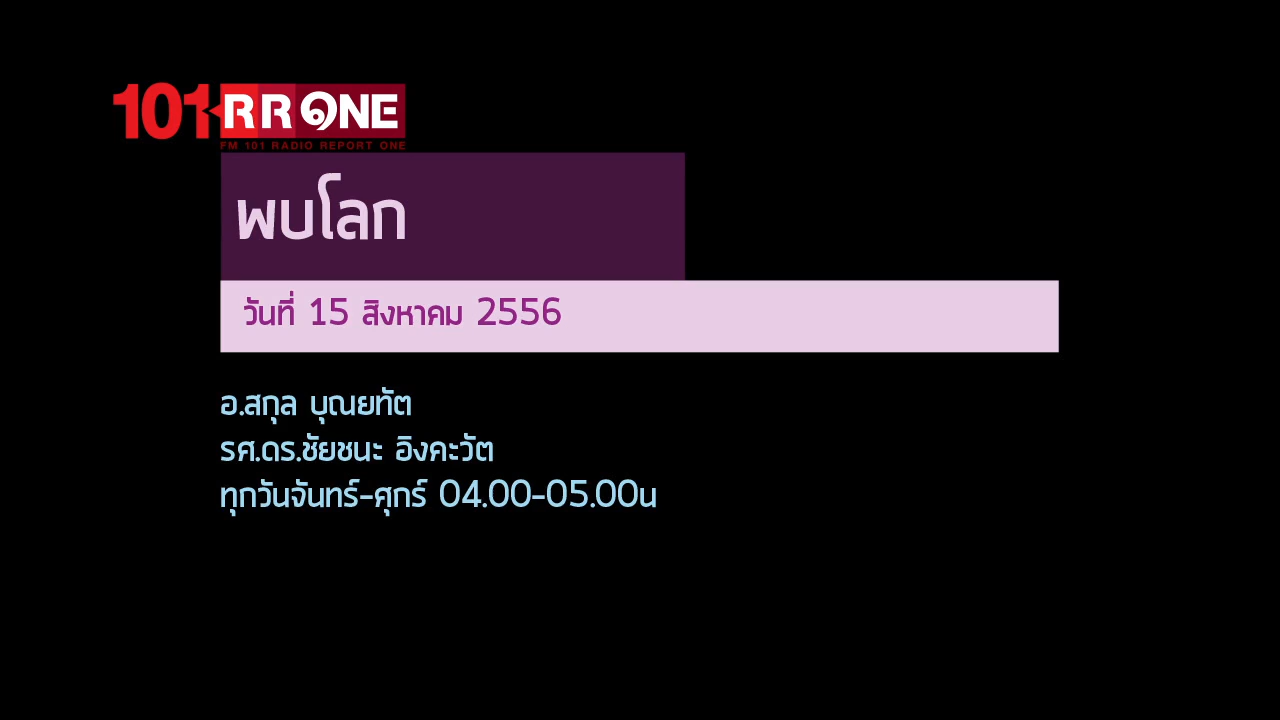 101 RR ONE
FM 101 RADIO REPORT ONE
พบโลก
วันที่ 15 สิงหาคม 2556
อ.สกุล บุณยทัต
รศ.ดร.ชัยชนะ อิงคะวัต
ทุกวันจันทร์-ศุกร์ 04.00-05.00น